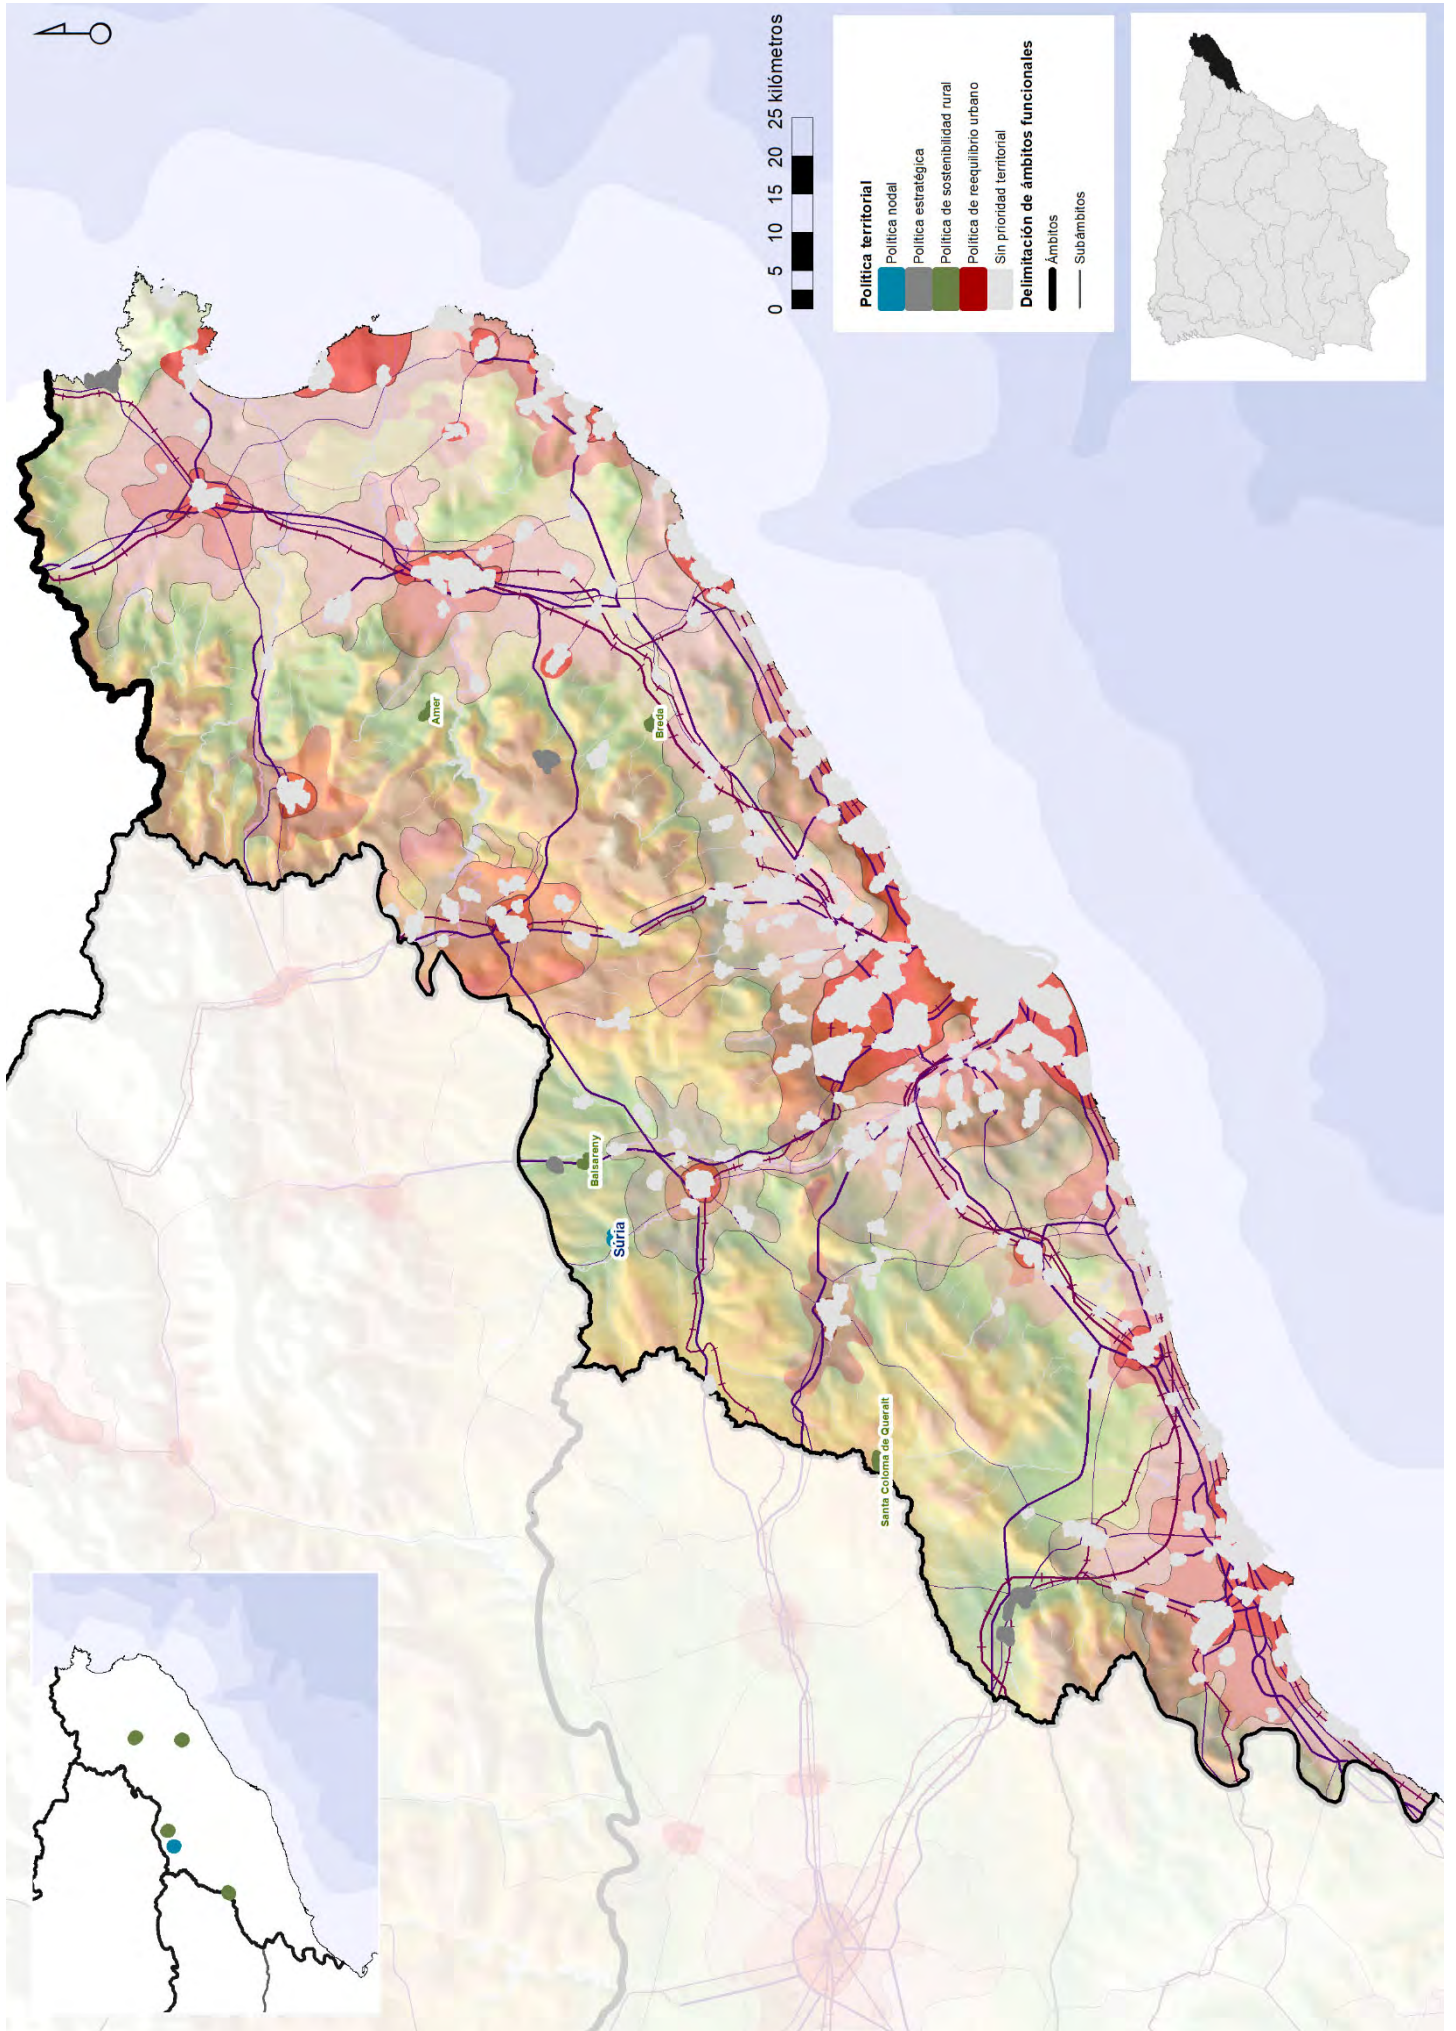 0 5 10 15 20 25 kilómetros
Política territorial
Política nodal
Política estratégica
Política de sostenibilidad rural
Política de reequilibrio urbano
Sin prioridad territorial
Delimitación de ámbitos funcionales
Ámbitos
Subámbitos
Amer
Breda
Balsareny
Súria
Santa Coloma de Queralt